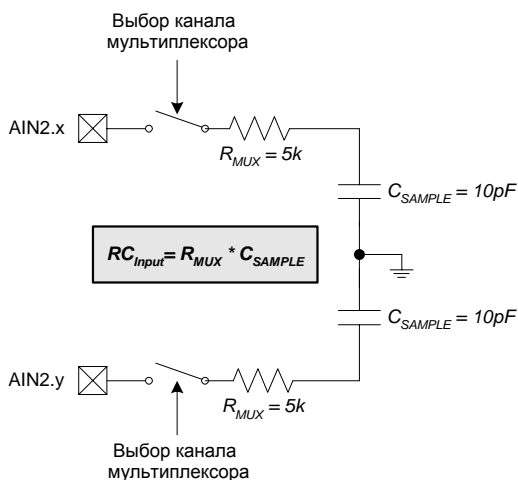 Выбор канала
мультиплексора
AIN2.x
R_MUX = 5k
C_SAMPLE = 10pF
RC_Input = R_MUX * C_SAMPLE
C_SAMPLE = 10pF
AIN2.y
R_MUX = 5k
Выбор канала
мультиплексора